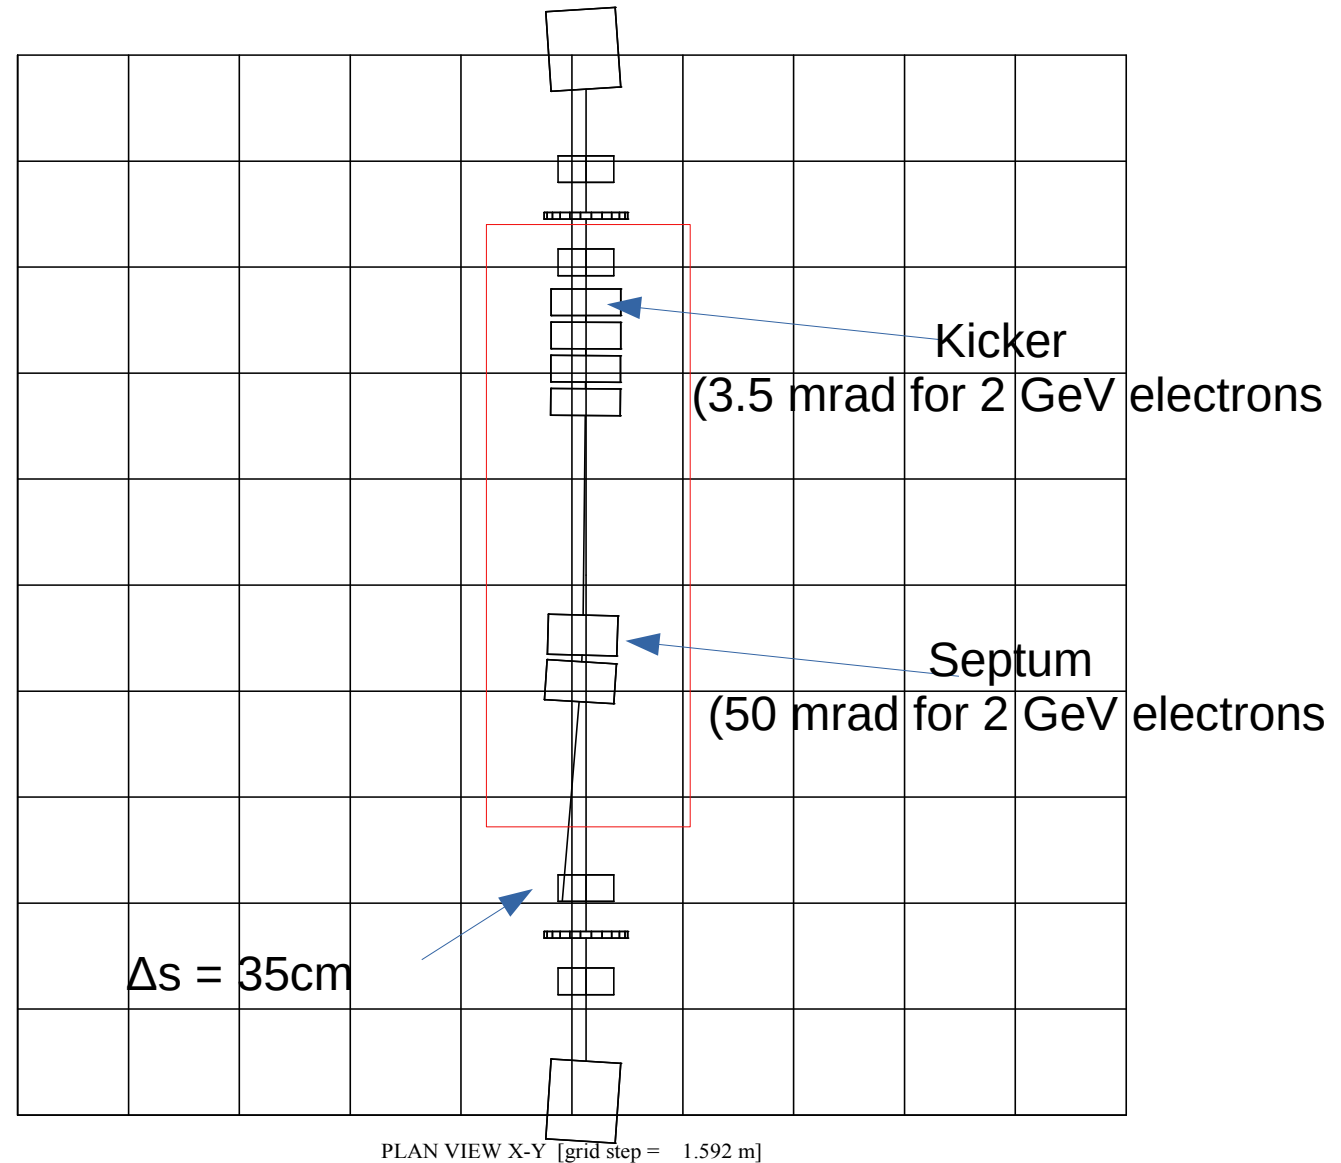 Kicker
(3.5 mrad for 2 GeV electrons
Septum
(50 mrad for 2 GeV electrons
Δs = 35cm
PLAN VIEW X-Y [grid step = 1.592 m]